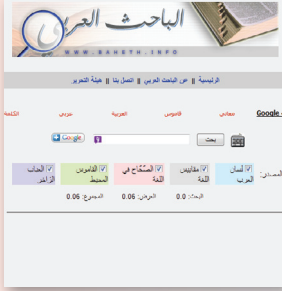 الباحث العربي
WWW.BAHETH.INFO
الرئيسية || عن الباحث العربي || اتصل بنا || هيئة التحرير
Google معاني قاموس العربية عربي الكلمة
بحث
Google
المصدر: لسان العرب مقاييس اللغة الصّحّاح في اللغة القاموس المحيط العباب الزاخر
البحث: 0.0 العرض: 0.06 المجموع: 0.06